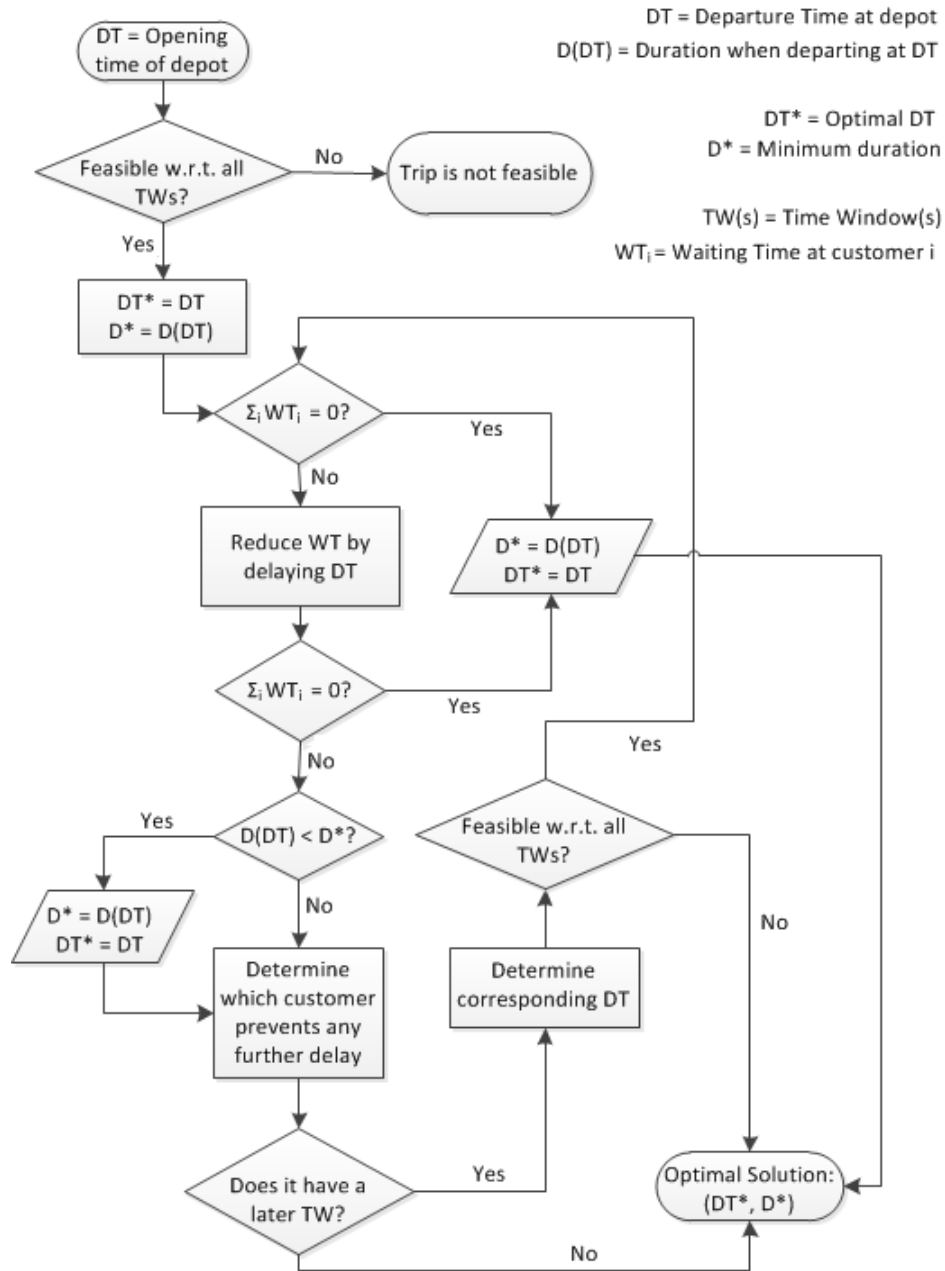 DT = Opening
time of depot
DT = Departure Time at depot
D(DT) = Duration when departing at DT
DT* = Optimal DT
D* = Minimum duration
TW(s) = Time Window(s)
WTᵢ = Waiting Time at customer i
Feasible w.r.t. all
TWs?
No
Trip is not feasible
Yes
DT* = DT
D* = D(DT)
Σᵢ WTᵢ = 0?
Yes
No
Reduce WT by
delaying DT
D* = D(DT)
DT* = DT
Σᵢ WTᵢ = 0?
Yes
No
D(DT) < D*?
Yes
No
D* = D(DT)
DT* = DT
Determine
which customer
prevents any
further delay
Does it have a
later TW?
Yes
No
Determine
corresponding DT
Feasible w.r.t. all
TWs?
Yes
No
Optimal Solution:
(DT*, D*)